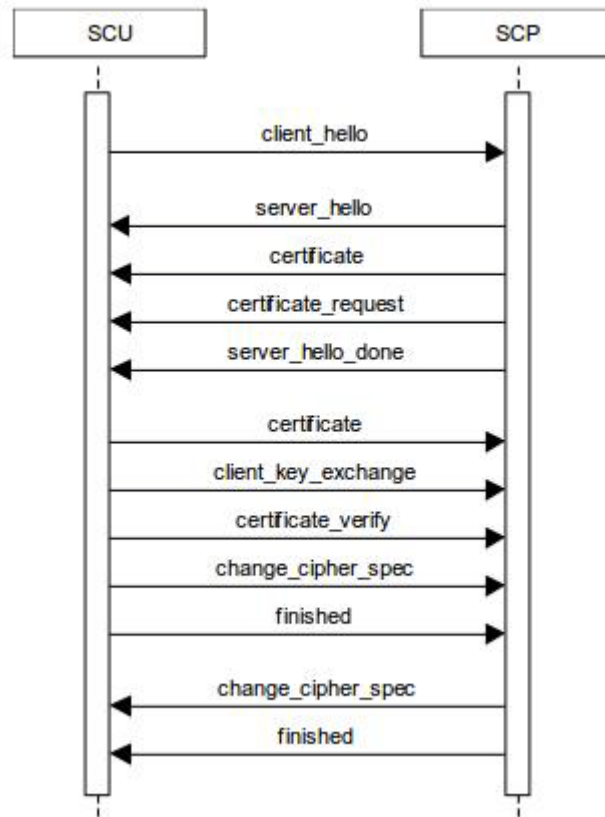 SCU
SCP
client_hello
server_hello
certificate
certificate_request
server_hello_done
certificate
client_key_exchange
certificate_verify
change_cipher_spec
finished
change_cipher_spec
finished